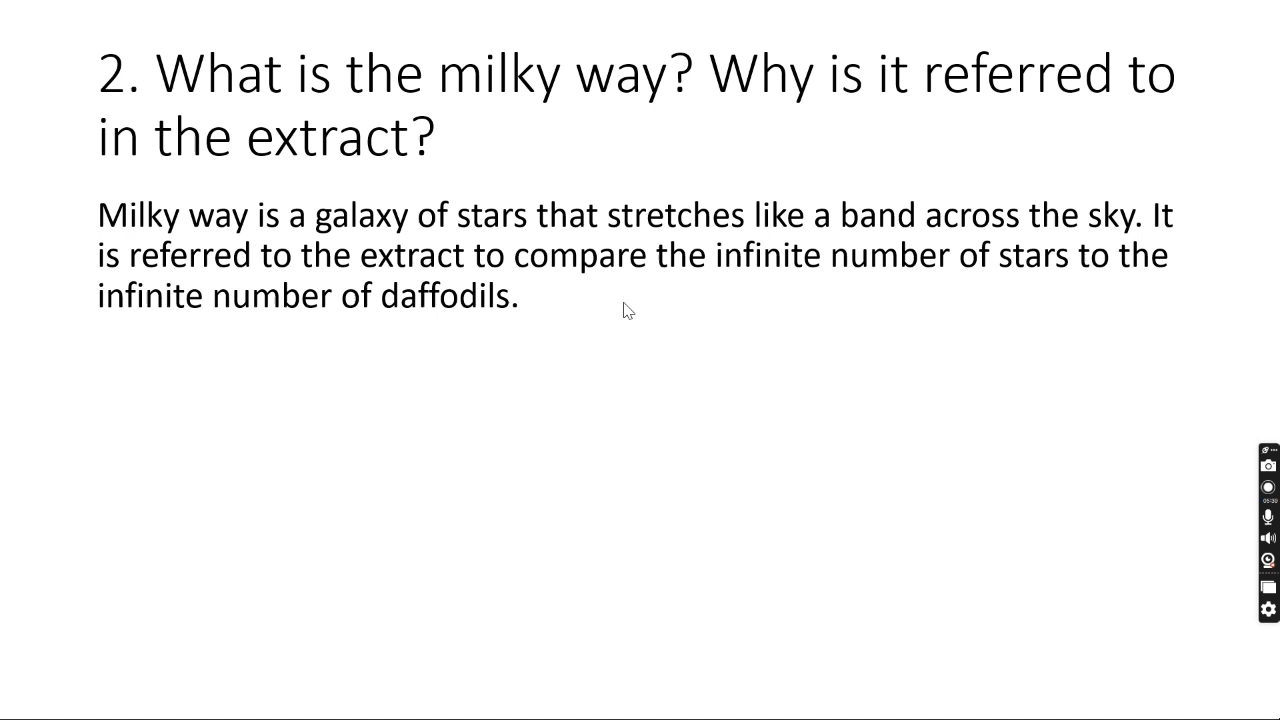 2. What is the milky way? Why is it referred to
in the extract?
Milky way is a galaxy of stars that stretches like a band across the sky. It
is referred to the extract to compare the infinite number of stars to the
infinite number of daffodils.